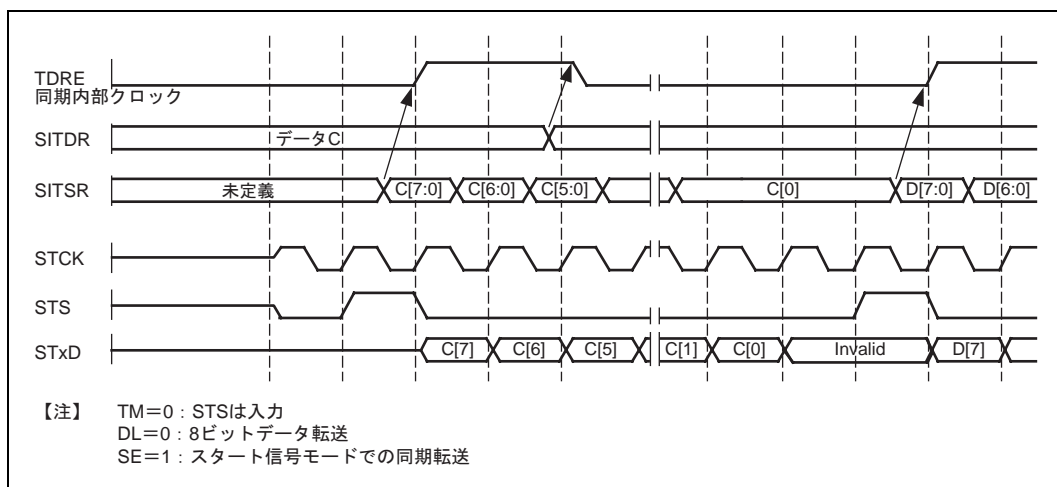 TDRE
同期内部クロック
SITDR
データC
SITSR
未定義
C[7:0]
C[6:0]
C[5:0]
C[0]
D[7:0]
D[6:0]
STCK
STS
STxD
C[7]
C[6]
C[5]
C[1]
C[0]
Invalid
D[7]
【注】 TM＝0：STSは入力
DL＝0：8ビットデータ転送
SE＝1：スタート信号モードでの同期転送